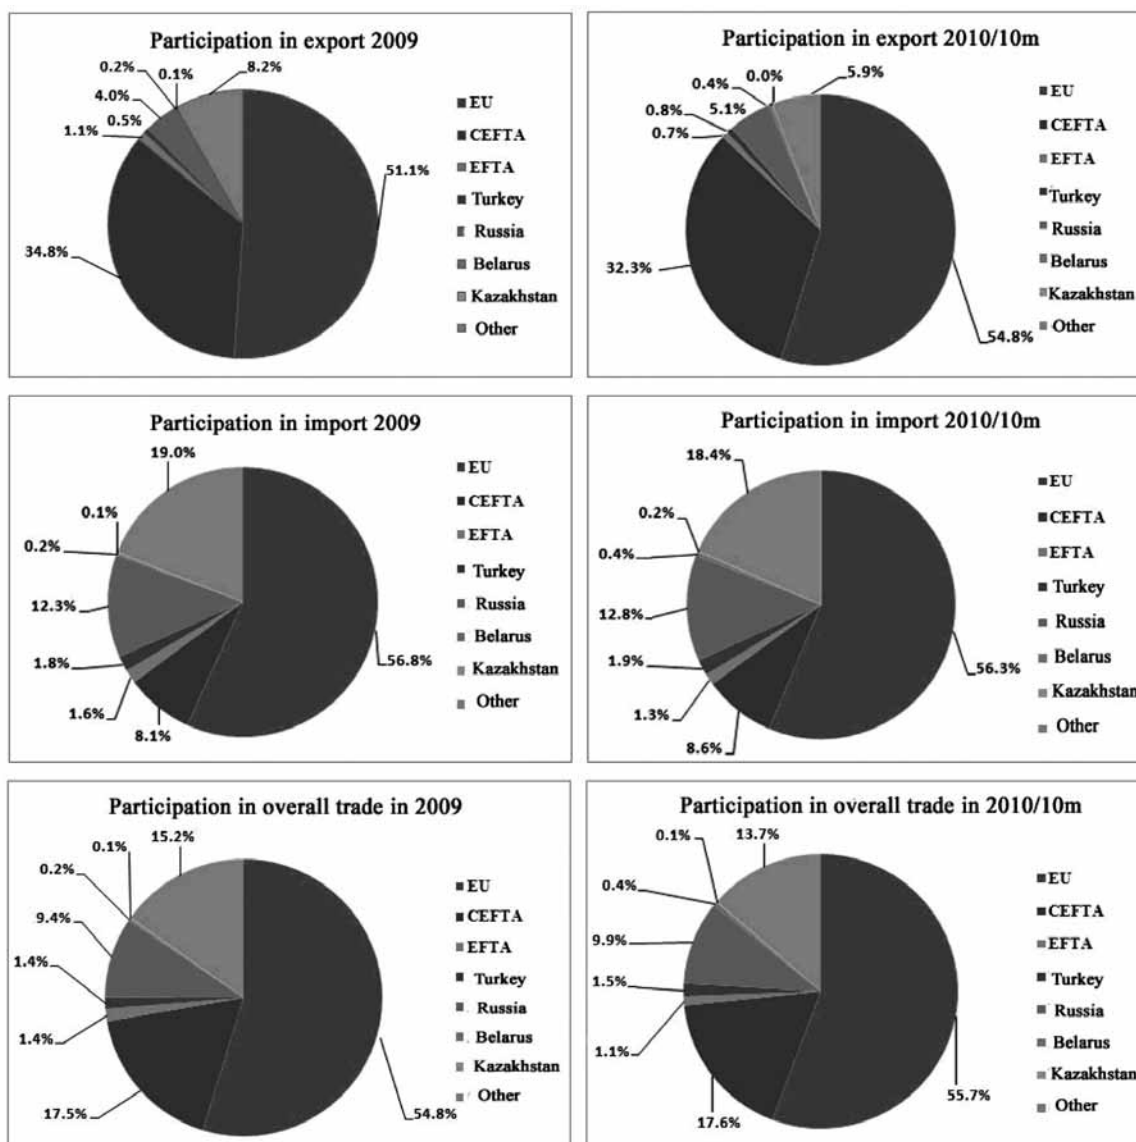 Participation in export 2009
0.2%
0.1%
8.2%
4.0%
0.5%
1.1%
51.1%
34.8%
EU
CEFTA
EFTA
Turkey
Russia
Belarus
Kazakhstan
Other
Participation in export 2010/10m
0.0%
0.4%
5.9%
0.8%
5.1%
0.7%
32.3%
54.8%
EU
CEFTA
EFTA
Turkey
Russia
Belarus
Kazakhstan
Other
Participation in import 2009
19.0%
0.1%
0.2%
12.3%
1.8%
1.6%
8.1%
56.8%
EU
CEFTA
EFTA
Turkey
Russia
Belarus
Kazakhstan
Other
Participation in import 2010/10m
18.4%
0.2%
0.4%
12.8%
1.9%
1.3%
8.6%
56.3%
EU
CEFTA
EFTA
Turkey
Russia
Belarus
Kazakhstan
Other
Participation in overall trade in 2009
15.2%
0.1%
0.2%
9.4%
1.4%
1.4%
17.5%
54.8%
EU
CEFTA
EFTA
Turkey
Russia
Belarus
Kazakhstan
Other
Participation in overall trade in 2010/10m
0.1%
13.7%
0.4%
9.9%
1.5%
1.1%
17.6%
55.7%
EU
CEFTA
EFTA
Turkey
Russia
Belarus
Kazakhstan
Other